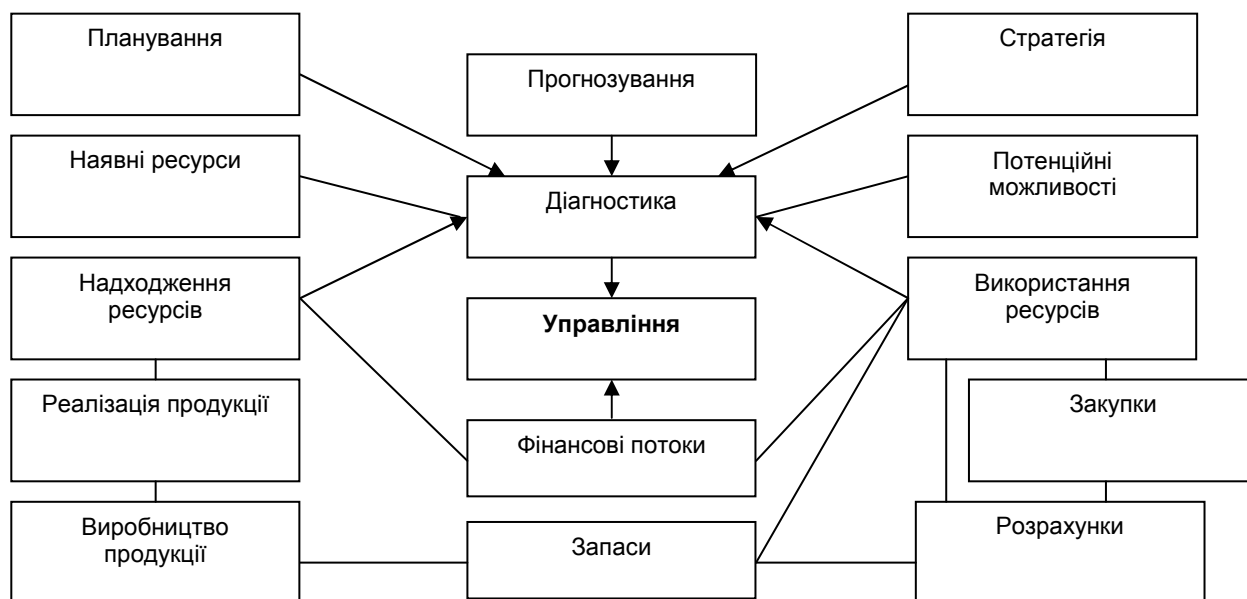 Планування
Прогнозування
Стратегія
Наявні ресурси
Діагностика
Потенційні
можливості
Надходження
ресурсів
Управління
Використання
ресурсів
Реалізація продукції
Фінансові потоки
Закупки
Виробництво
продукції
Запаси
Розрахунки